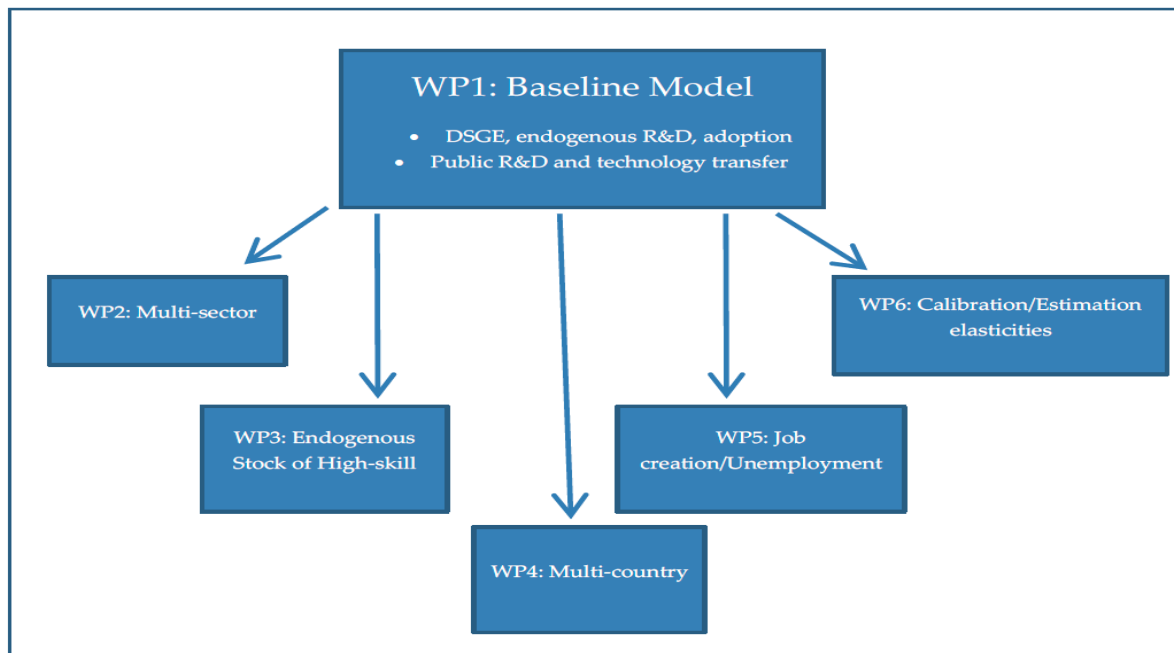 WP1: Baseline Model
• DSGE, endogenous R&D, adoption
• Public R&D and technology transfer
WP2: Multi-sector
WP6: Calibration/Estimation
elasticities
WP3: Endogenous
Stock of High-skill
WP5: Job
creation/Unemployment
WP4: Multi-country